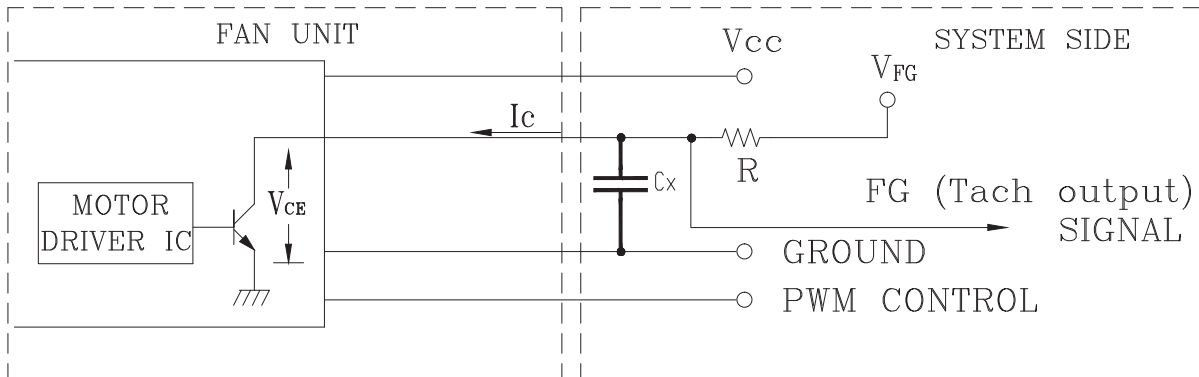 FAN UNIT
SYSTEM SIDE
Vcc
VFG
Ic
R
Cx
VCE
MOTOR
DRIVER IC
FG (Tach output)
SIGNAL
GROUND
PWM CONTROL